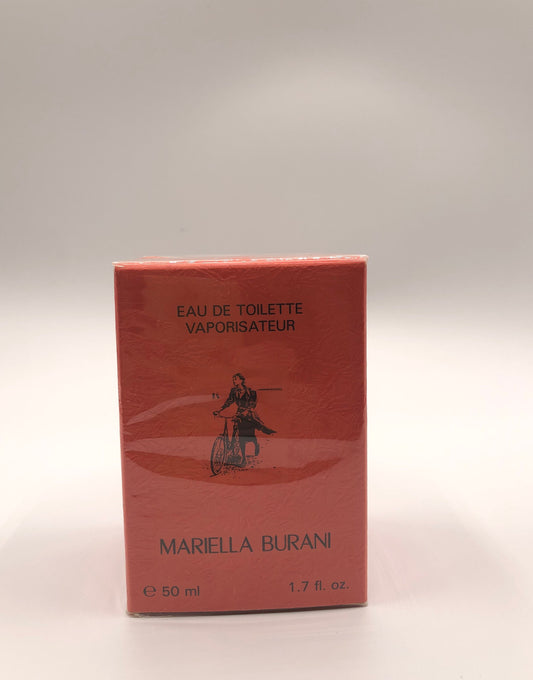 EAU DE TOILETTE
VAPORISATEUR
MARIELLA BURANI
℮ 50 ml 1.7 fl. oz.